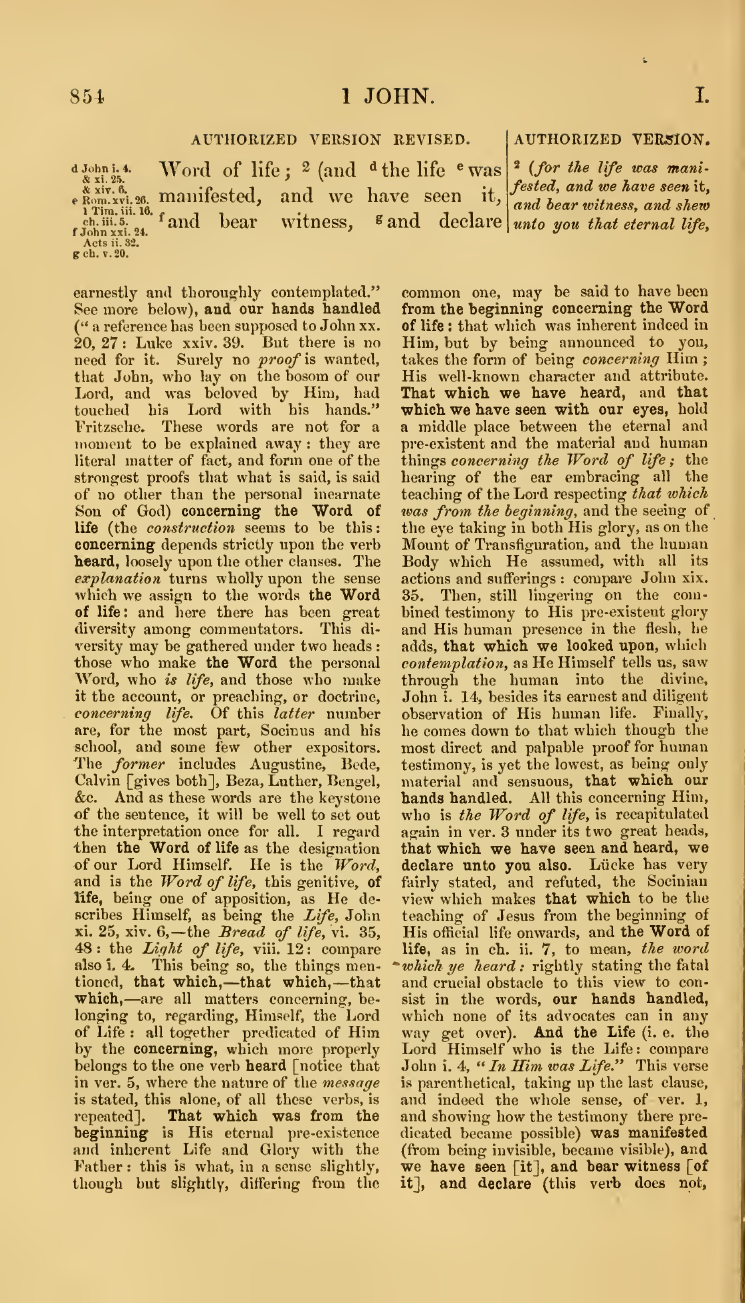 854
1 JOHN.
I.
AUTHORIZED VERSION REVISED.
d John i. 4.
& xi. 25.
& xiv. 6.
e Rom. xvi. 26.
1 Tim. iii. 16.
ch. iii. 5.
f John xxi. 24.
Acts ii. 32.
g ch. v. 20.
Word of life ; 2 (and d the life e was
manifested, and we have seen it,
f and bear witness, g and declare
AUTHORIZED VERSION.
2 (for the life was mani-
fested, and we have seen it,
and bear witness, and shew
unto you that eternal life,
earnestly and thoroughly contemplated."
See more below), and our hands handled
(" a reference has been supposed to John xx.
20, 27 : Luke xxiv. 39. But there is no
need for it. Surely no proof is wanted,
that John, who lay on the bosom of our
Lord, and was beloved by Him, had
touched his Lord with his hands."
Fritzsche. These words are not for a
moment to be explained away : they are
literal matter of fact, and form one of the
strongest proofs that what is said, is said
of no other than the personal incarnate
Son of God) concerning the Word of
life (the construction seems to be this :
concerning depends strictly upon the verb
heard, loosely upon the other clauses. The
explanation turns wholly upon the sense
which we assign to the words the Word
of life: and here there has been great
diversity among commentators. This di-
versity may be gathered under two heads :
those who make the Word the personal
Word, who is life, and those who make
it the account, or preaching, or doctrine,
concerning life. Of this latter number
are, for the most part, Socinus and his
school, and some few other expositors.
The former includes Augustine, Bede,
Calvin [gives both], Beza, Luther, Bengel,
&c. And as these words are the keystone
of the sentence, it will be well to set out
the interpretation once for all. I regard
then the Word of life as the designation
of our Lord Himself. He is the Word,
and is the Word of life, this genitive, of
life, being one of apposition, as He de-
scribes Himself, as being the Life, John
xi. 25, xiv. 6,—the Bread of life, vi. 35,
48 : the Light of life, viii. 12 : compare
also i. 4. This being so, the things men-
tioned, that which,—that which,—that
which,—are all matters concerning, be-
longing to, regarding, Himself, the Lord
of Life : all together predicated of Him
by the concerning, which more properly
belongs to the one verb heard [notice that
in ver. 5, where the nature of the message
is stated, this alone, of all these verbs, is
repeated]. That which was from the
beginning is His eternal pre-existence
and inherent Life and Glory with the
Father : this is what, in a sense slightly,
though but slightly, differing from the
common one, may be said to have been
from the beginning concerning the Word
of life : that which was inherent indeed in
Him, but by being announced to you,
takes the form of being concerning Him ;
His well-known character and attribute.
That which we have heard, and that
which we have seen with our eyes, hold
a middle place between the eternal and
pre-existent and the material and human
things concerning the Word of life ; the
hearing of the ear embracing all the
teaching of the Lord respecting that which
was from the beginning, and the seeing of
the eye taking in both His glory, as on the
Mount of Transfiguration, and the human
Body which He assumed, with all its
actions and sufferings : compare John xix.
35. Then, still lingering on the com-
bined testimony to His pre-existent glory
and His human presence in the flesh, he
adds, that which we looked upon, which
contemplation, as He Himself tells us, saw
through the human into the divine,
John i. 14, besides its earnest and diligent
observation of His human life. Finally,
he comes down to that which though the
most direct and palpable proof for human
testimony, is yet the lowest, as being only
material and sensuous, that which our
hands handled. All this concerning Him,
who is the Word of life, is recapitulated
again in ver. 3 under its two great heads,
that which we have seen and heard, we
declare unto you also. Lücke has very
fairly stated, and refuted, the Socinian
view which makes that which to be the
teaching of Jesus from the beginning of
His official life onwards, and the Word of
life, as in ch. ii. 7, to mean, the word
which ye heard : rightly stating the fatal
and crucial obstacle to this view to con-
sist in the words, our hands handled,
which none of its advocates can in any
way get over). And the Life (i. e. the
Lord Himself who is the Life : compare
John i. 4, " In Him was Life." This verse
is parenthetical, taking up the last clause,
and indeed the whole sense, of ver. 1,
and showing how the testimony there pre-
dicated became possible) was manifested
(from being invisible, became visible), and
we have seen [it], and bear witness [of
it], and declare (this verb does not,